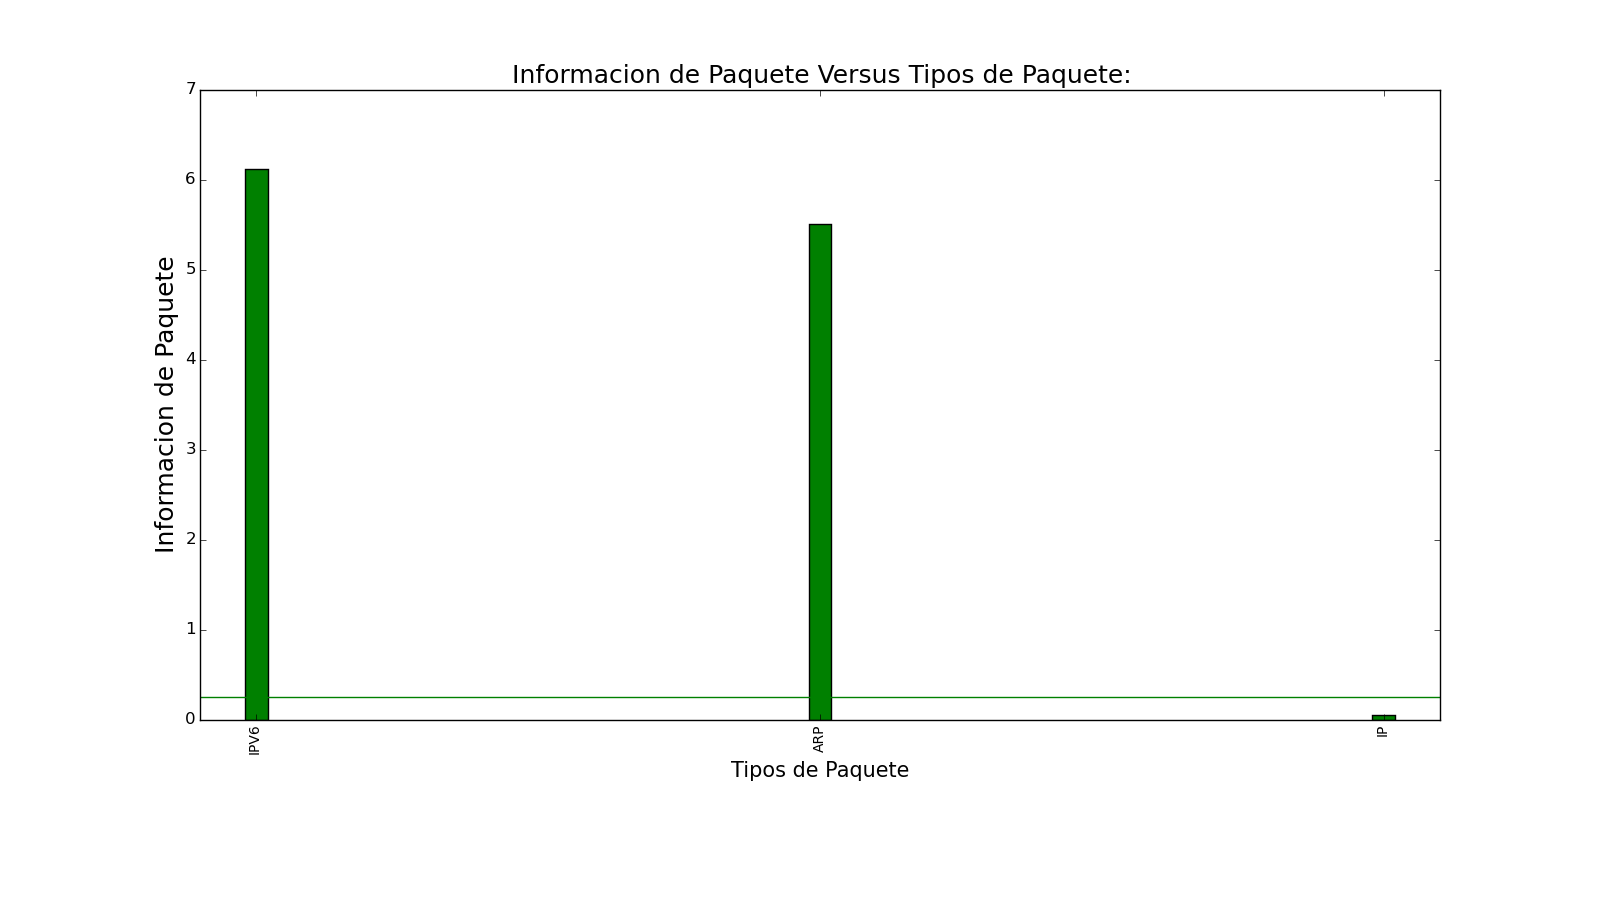 Informacion de Paquete Versus Tipos de Paquete:
Informacion de Paquete
7
6
5
4
3
2
1
0
IPV6
ARP
IP
Tipos de Paquete